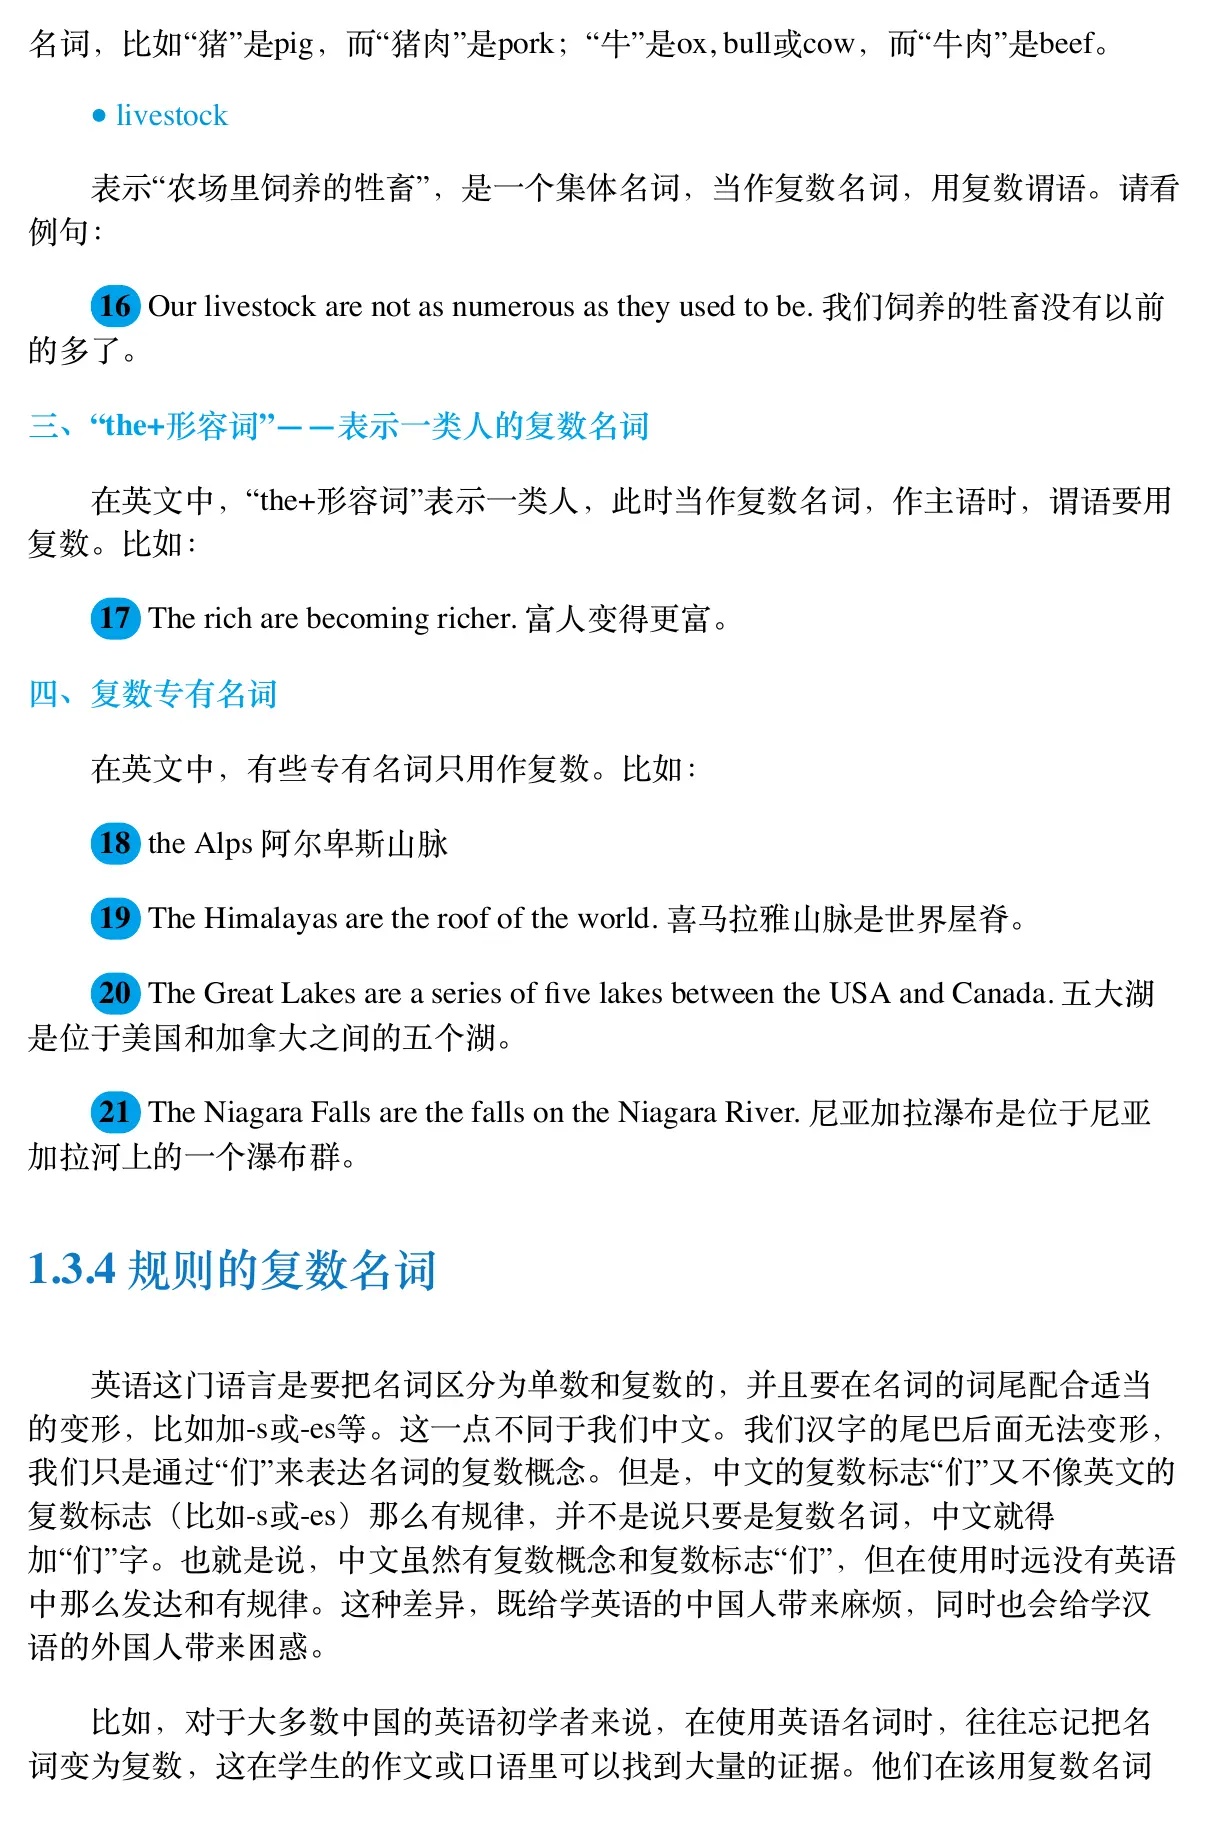 名词，比如“猪”是pig，而“猪肉”是pork；“牛”是ox, bull或cow，而“牛肉”是beef。
● livestock
表示“农场里饲养的牲畜”，是一个集体名词，当作复数名词，用复数谓语。请看
例句：
16 Our livestock are not as numerous as they used to be. 我们饲养的牲畜没有以前
的多了。
三、“the+形容词”——表示一类人的复数名词
在英文中，“the+形容词”表示一类人，此时当作复数名词，作主语时，谓语要用
复数。比如：
17 The rich are becoming richer. 富人变得更富。
四、复数专有名词
在英文中，有些专有名词只用作复数。比如：
18 the Alps 阿尔卑斯山脉
19 The Himalayas are the roof of the world. 喜马拉雅山脉是世界屋脊。
20 The Great Lakes are a series of five lakes between the USA and Canada. 五大湖
是位于美国和加拿大之间的五个湖。
21 The Niagara Falls are the falls on the Niagara River. 尼亚加拉瀑布是位于尼亚
加拉河上的一个瀑布群。
1.3.4 规则的复数名词
英语这门语言是要把名词区分为单数和复数的，并且要在名词的词尾配合适当
的变形，比如加-s或-es等。这一点不同于我们中文。我们汉字的尾巴后面无法变形，
我们只是通过“们”来表达名词的复数概念。但是，中文的复数标志“们”又不像英文的
复数标志（比如-s或-es）那么有规律，并不是说只要是复数名词，中文就得
加“们”字。也就是说，中文虽然有复数概念和复数标志“们”，但在使用时远没有英语
中那么发达和有规律。这种差异，既给学英语的中国人带来麻烦，同时也会给学汉
语的外国人带来困惑。
比如，对于大多数中国的英语初学者来说，在使用英语名词时，往往忘记把名
词变为复数，这在学生的作文或口语里可以找到大量的证据。他们在该用复数名词